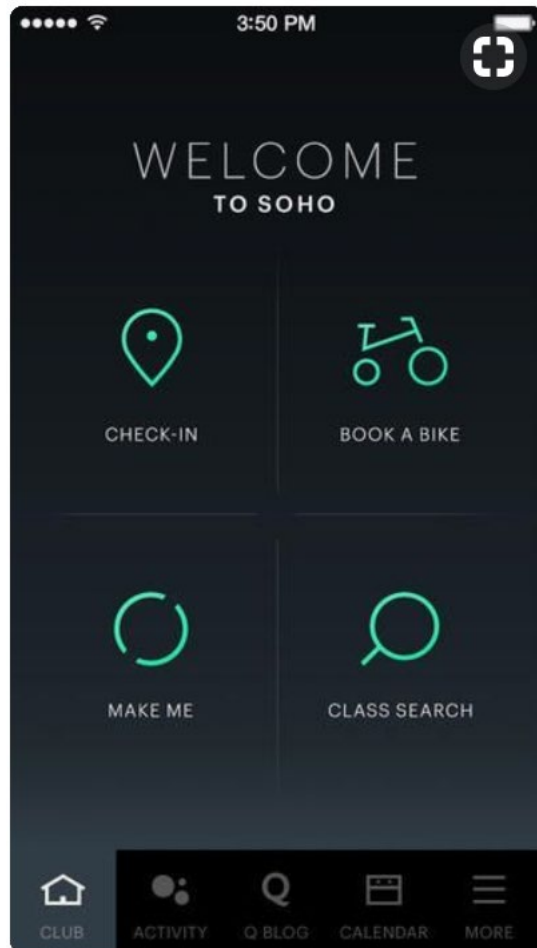 3:50 PM
WELCOME
TO SOHO
CHECK-IN
BOOK A BIKE
MAKE ME
CLASS SEARCH
Q
CLUB
ACTIVITY
Q BLOG
CALENDAR
MORE